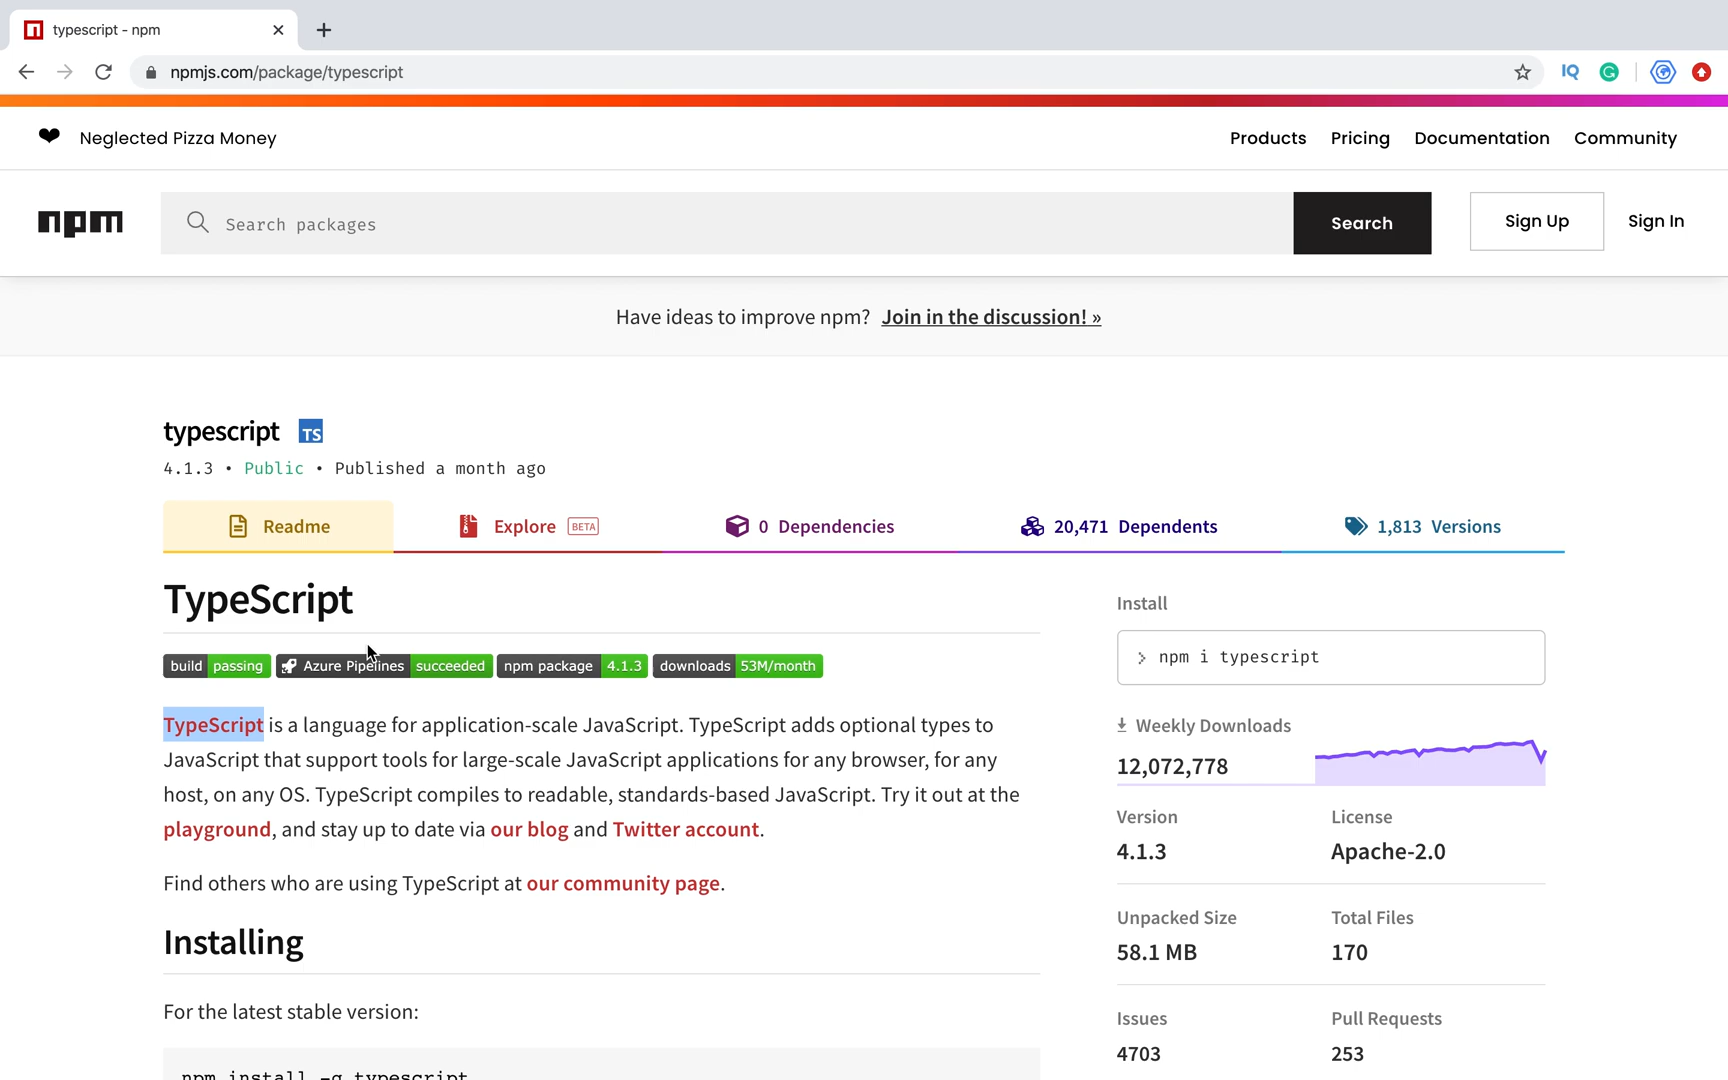 typescript - npm
npmjs.com/package/typescript
IQ
Neglected Pizza Money
Products Pricing Documentation Community
npm
Search packages
Search
Sign Up
Sign In
Have ideas to improve npm? Join in the discussion! »
typescript TS
4.1.3 • Public • Published a month ago
Readme
Explore BETA
0 Dependencies
20,471 Dependents
1,813 Versions
TypeScript
build passing Azure Pipelines succeeded npm package 4.1.3 downloads 53M/month
TypeScript is a language for application-scale JavaScript. TypeScript adds optional types to
JavaScript that support tools for large-scale JavaScript applications for any browser, for any
host, on any OS. TypeScript compiles to readable, standards-based JavaScript. Try it out at the
playground, and stay up to date via our blog and Twitter account.
Find others who are using TypeScript at our community page.
Installing
For the latest stable version:
npm install -g typescript
Install
> npm i typescript
Weekly Downloads
12,072,778
Version License
4.1.3 Apache-2.0
Unpacked Size Total Files
58.1 MB 170
Issues Pull Requests
4703 253